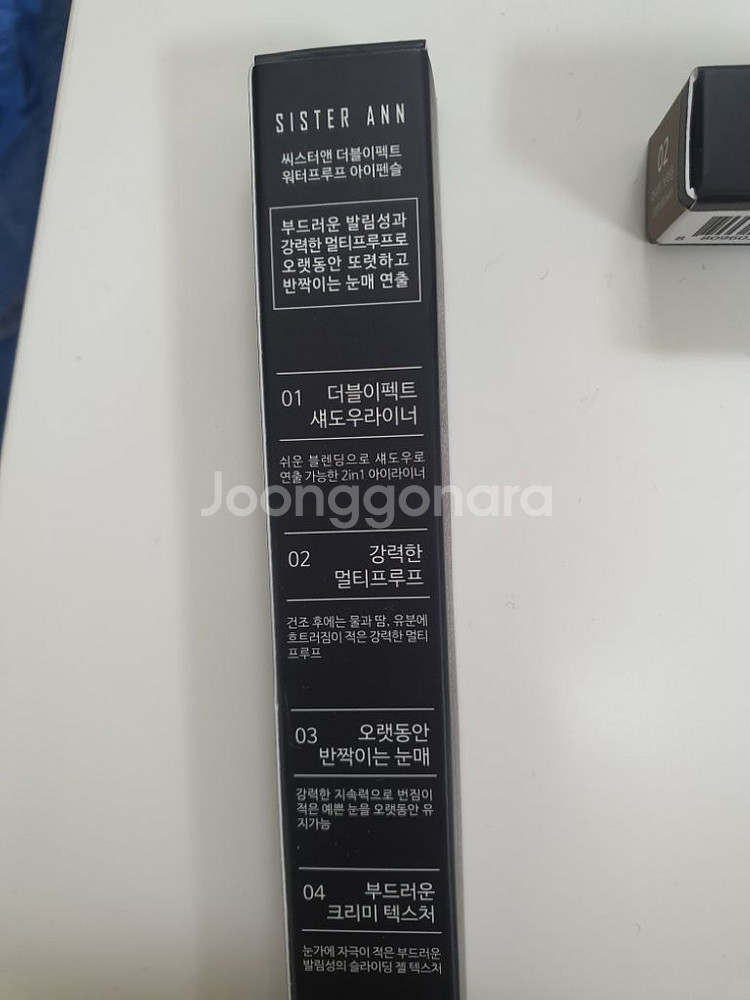 SISTER ANN
씨스터앤 더블이펙트
워터프루프 아이펜슬
부드러운 발림성과
강력한 멀티프루프로
오랫동안 또렷하고
반짝이는 눈매 연출
01 더블이펙트
섀도우라이너
쉬운 블렌딩으로 섀도우로
연출 가능한 2in1 아이라이너
Joonggonara
02 강력한
멀티프루프
건조 후에는 물과 땀, 유분에
흐트러짐이 적은 강력한 멀티
프루프
03 오랫동안
반짝이는 눈매
강력한 지속력으로 번짐이
적은 예쁜 눈을 오랫동안 유
지가능
04 부드러운
크리미 텍스처
눈가에 자극이 적은 부드러운
발림성의 슬라이딩 젤 텍스처
02